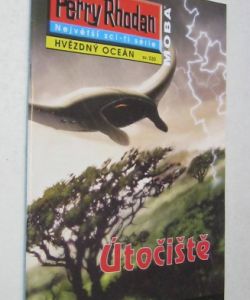 Perry Rhodan
Největší sci-fi série
HVĚZDNÝ OCEÁN
MOBA
Útočiště